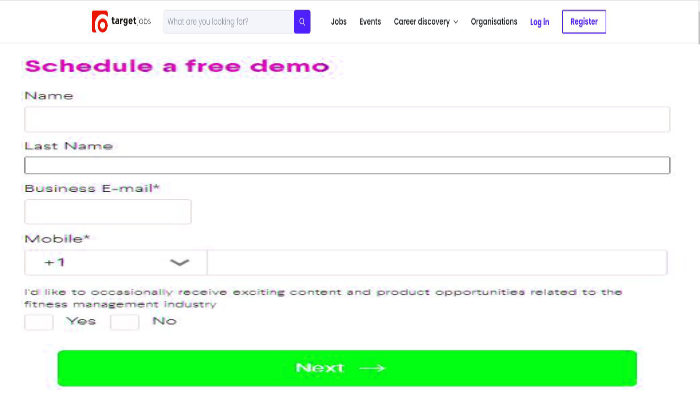 targetjobs What are you looking for? Jobs Events Career discovery Organisations Log in Register
Schedule a free demo
Name
Last Name
Business E-mail*
Mobile*
+1
I'd like to occasionally receive exciting content and product opportunities related to the
fitness management industry
Yes No
Next →